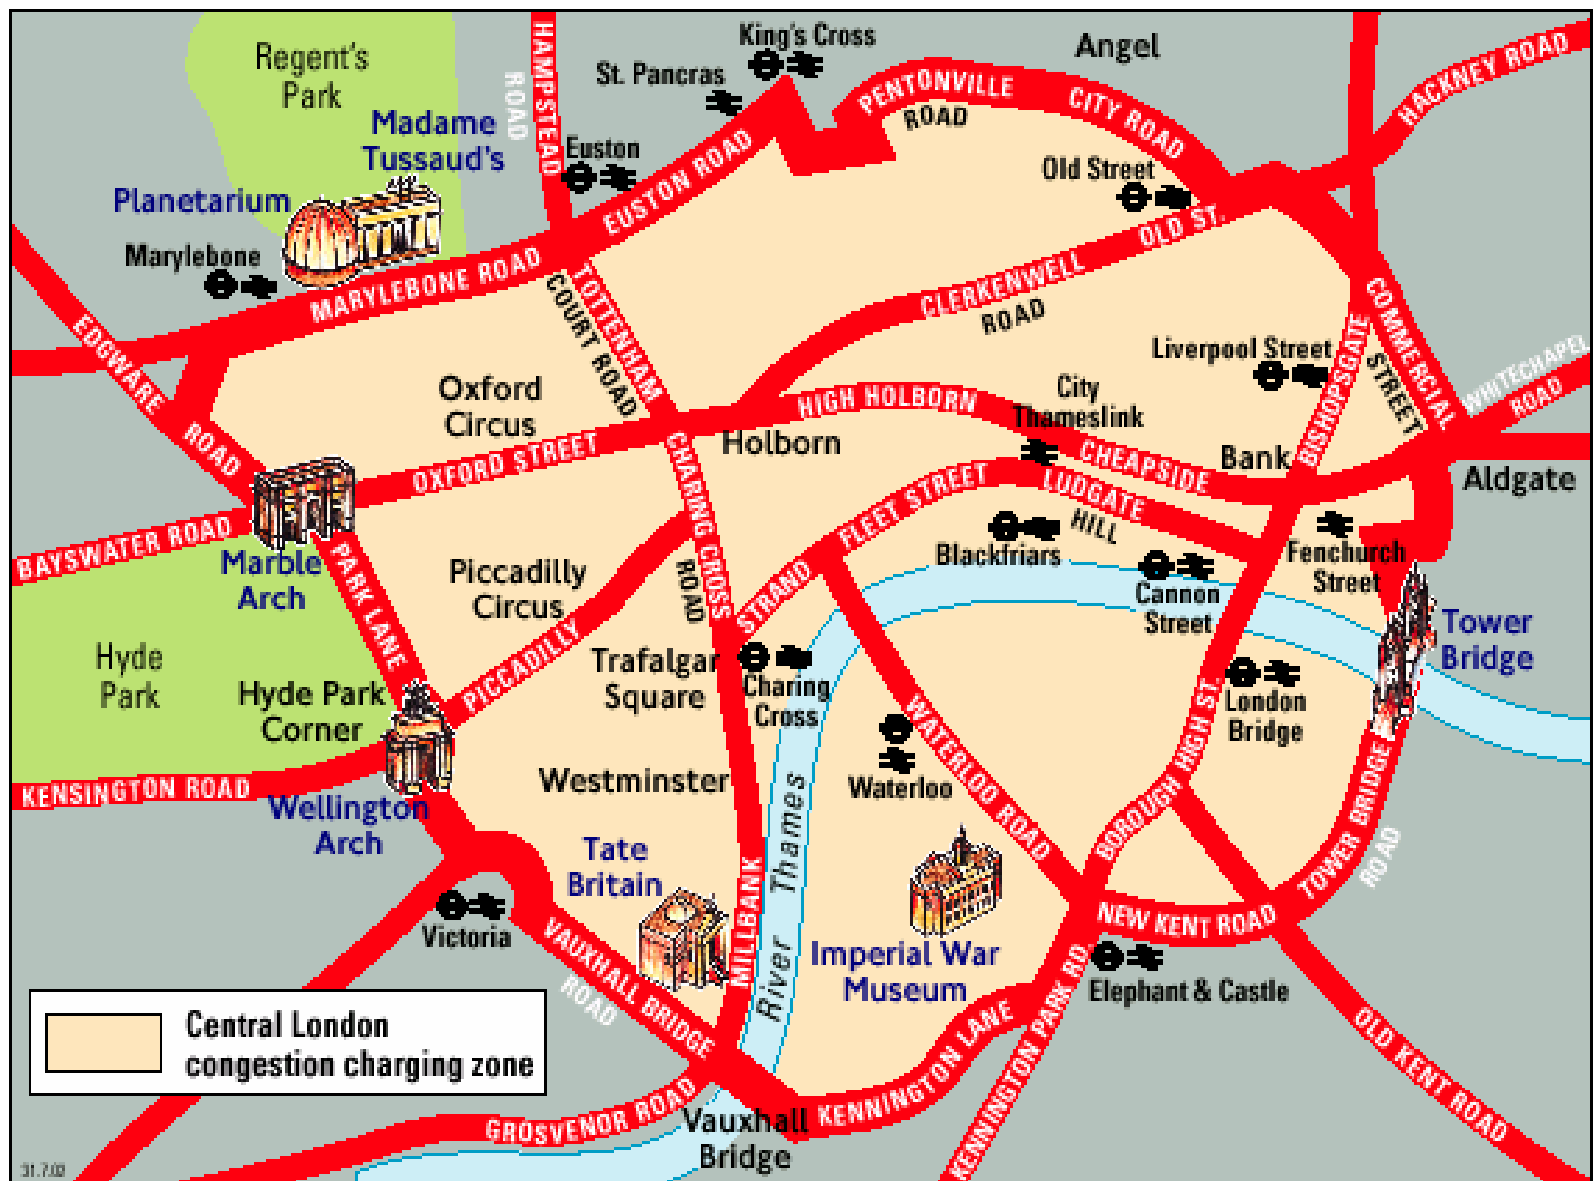 King's Cross
Angel
Regent's
Park
St. Pancras
HAMPSTEAD
ROAD
PENTONVILLE
ROAD
CITY ROAD
HACKNEY ROAD
Madame
Tussaud's
Euston
EUSTON ROAD
Old Street
Planetarium
Marylebone
MARYLEBONE ROAD
OLD ST.
CLERKENWELL
ROAD
TOTTENHAM
COURT ROAD
COMMERCIAL
STREET
EDGWARE
ROAD
Liverpool Street
BISHOPSGATE
WHITECHAPEL
ROAD
Oxford
Circus
City
Thameslink
HIGH HOLBORN
Holborn
OXFORD STREET
CHEAPSIDE
Bank
Aldgate
CHARING CROSS
ROAD
FLEET STREET
LUDGATE
HILL
BAYSWATER ROAD
Marble
Arch
PARK LANE
Piccadilly
Circus
Blackfriars
Cannon
Street
Fenchurch
Street
STRAND
Tower
Bridge
Hyde
Park
Hyde Park
Corner
PICCADILLY
Trafalgar
Square
Charing
Cross
London
Bridge
KENSINGTON ROAD
Wellington
Arch
Westminster
Waterloo
WATERLOO ROAD
BOROUGH HIGH ST.
TOWER BRIDGE
ROAD
Tate
Britain
MILLBANK
River Thames
Victoria
VAUXHALL BRIDGE
ROAD
Imperial War
Museum
NEW KENT ROAD
Elephant & Castle
KENNINGTON PARK RD.
KENNINGTON LANE
OLD KENT ROAD
Central London
congestion charging zone
GROSVENOR ROAD
Vauxhall
Bridge
31.7.02